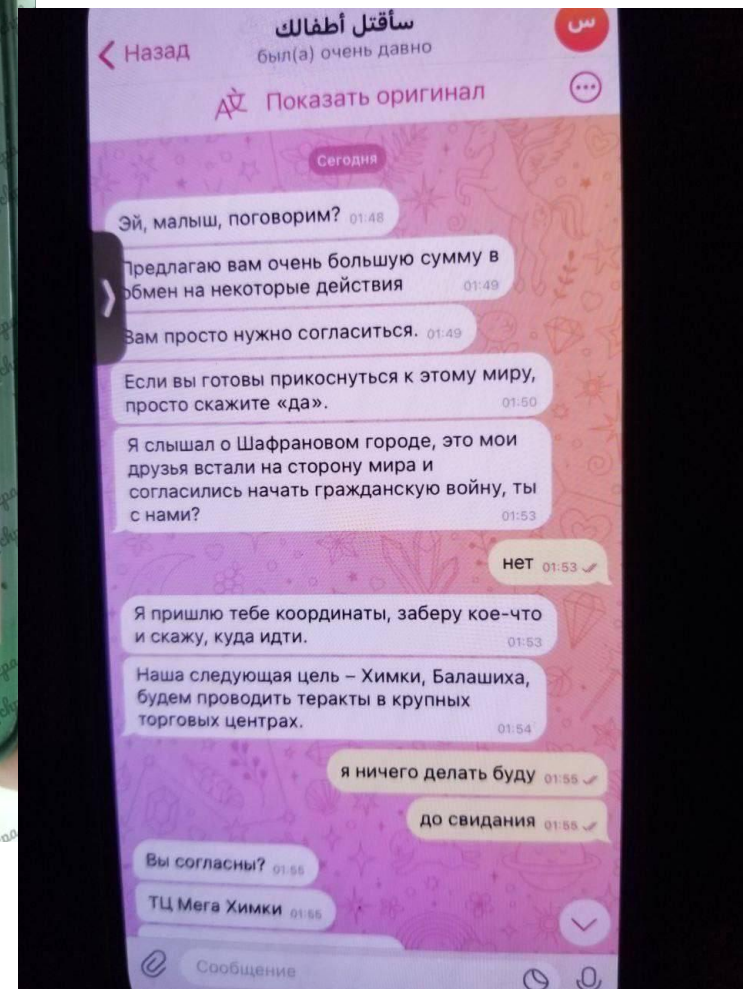 سأقتل أطفالك
س
Назад
был(а) очень давно
Показать оригинал
Сегодня
Эй, малыш, поговорим? 01:48
Предлагаю вам очень большую сумму в
обмен на некоторые действия 01:49
Вам просто нужно согласиться. 01:49
Если вы готовы прикоснуться к этому миру,
просто скажите «да». 01:50
Я слышал о Шафрановом городе, это мои
друзья встали на сторону мира и
согласились начать гражданскую войну, ты
с нами? 01:53
нет 01:53
Я пришлю тебе координаты, заберу кое-что
и скажу, куда идти. 01:53
Наша следующая цель – Химки, Балашиха,
будем проводить теракты в крупных
торговых центрах. 01:54
я ничего делать буду 01:55
до свидания 01:55
Вы согласны? 01:55
ТЦ Мега Химки 01:55
Сообщение